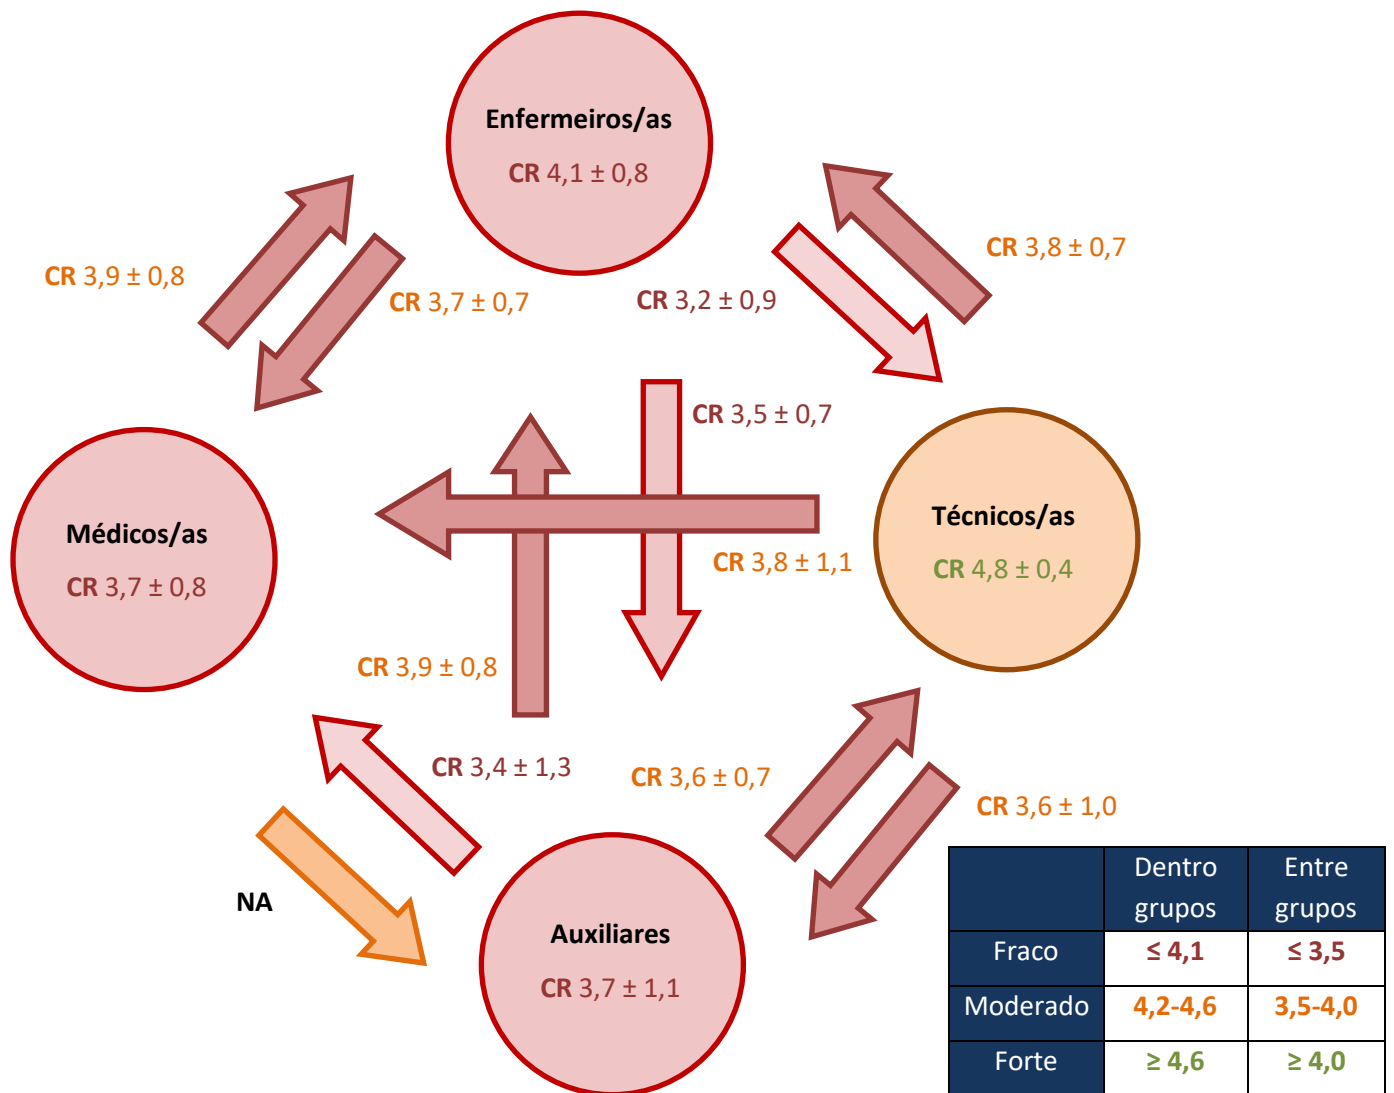 Enfermeiros/as
CR 4,1 ± 0,8
CR 3,9 ± 0,8
CR 3,7 ± 0,7
CR 3,2 ± 0,9
CR 3,8 ± 0,7
CR 3,5 ± 0,7
Médicos/as
CR 3,7 ± 0,8
Técnicos/as
CR 4,8 ± 0,4
CR 3,8 ± 1,1
CR 3,9 ± 0,8
CR 3,4 ± 1,3
CR 3,6 ± 0,7
CR 3,6 ± 1,0
NA
Auxiliares
CR 3,7 ± 1,1
Dentro grupos Entre grupos
Fraco ≤ 4,1 ≤ 3,5
Moderado 4,2-4,6 3,5-4,0
Forte ≥ 4,6 ≥ 4,0